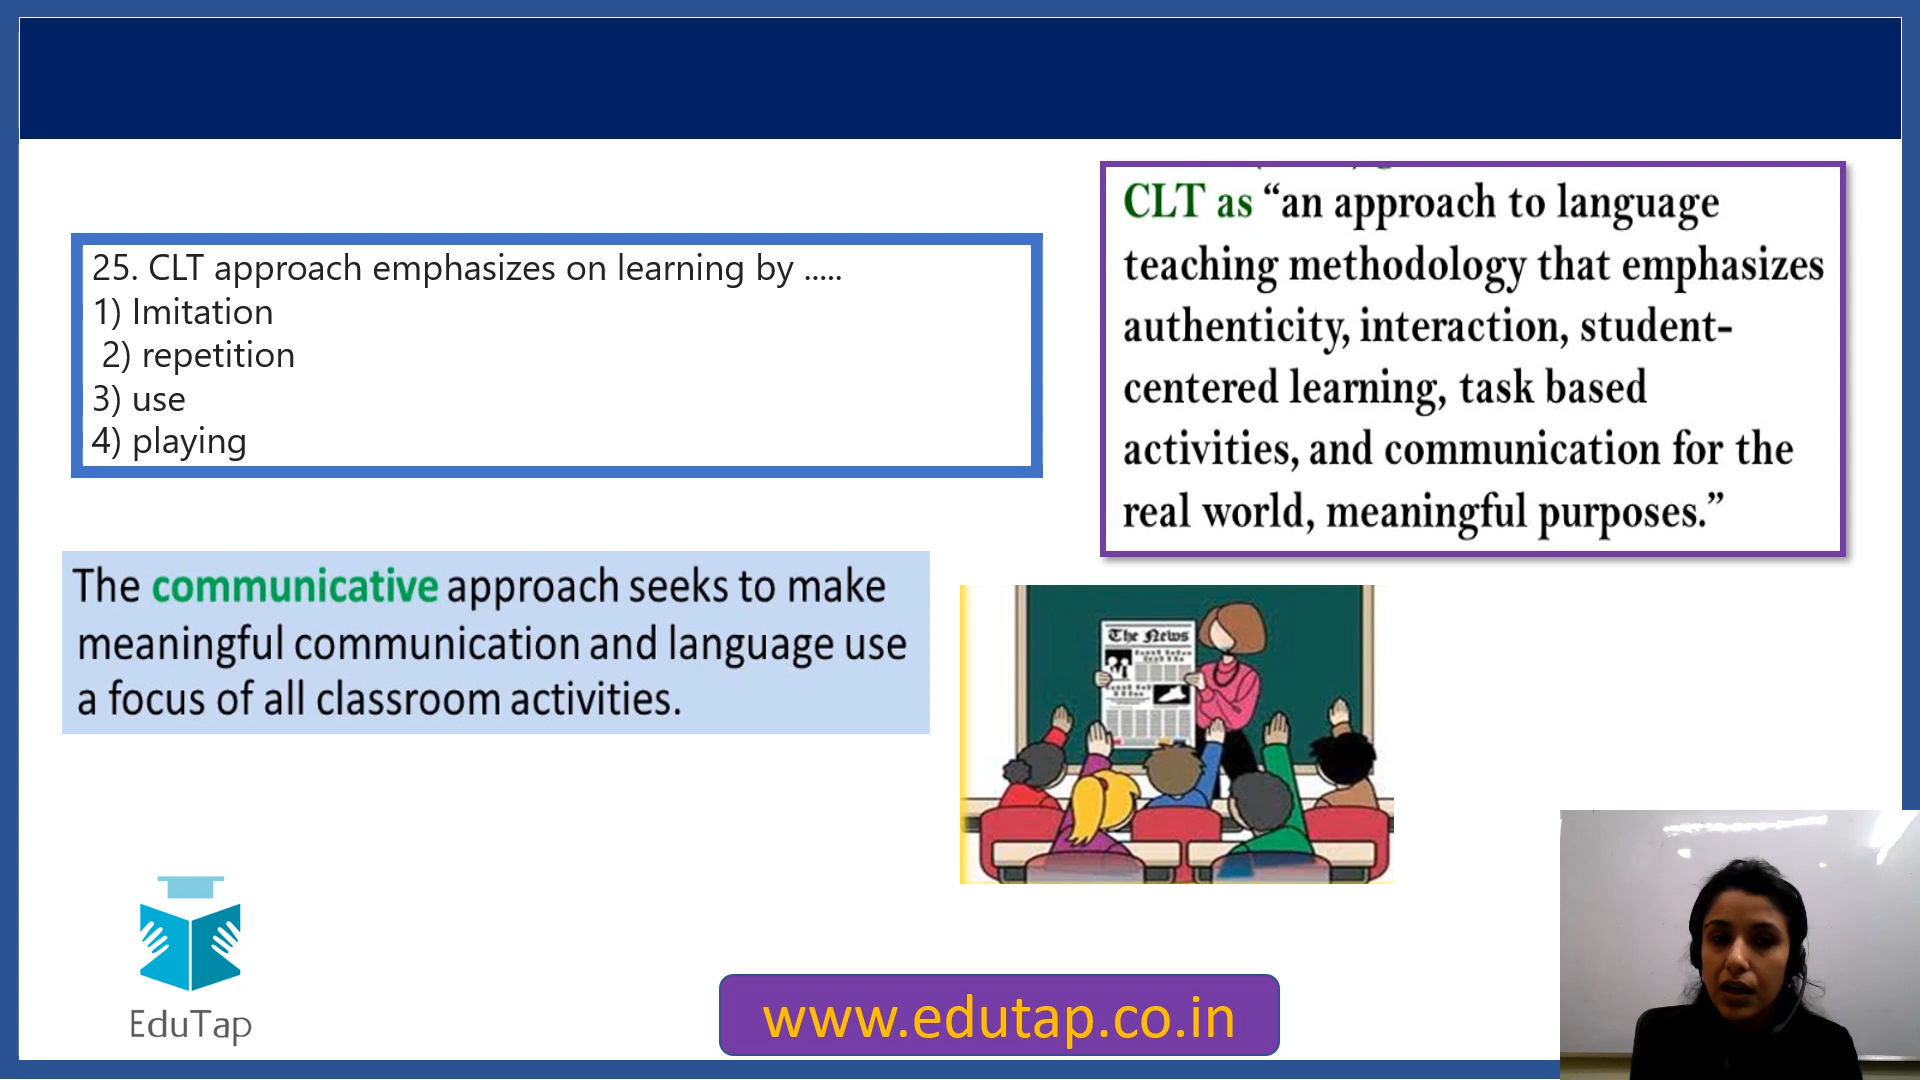 25. CLT approach emphasizes on learning by .....
1) Imitation
2) repetition
3) use
4) playing
CLT as “an approach to language
teaching methodology that emphasizes
authenticity, interaction, student-
centered learning, task based
activities, and communication for the
real world, meaningful purposes.”
The communicative approach seeks to make
meaningful communication and language use
a focus of all classroom activities.
The News
EduTap
www.edutap.co.in